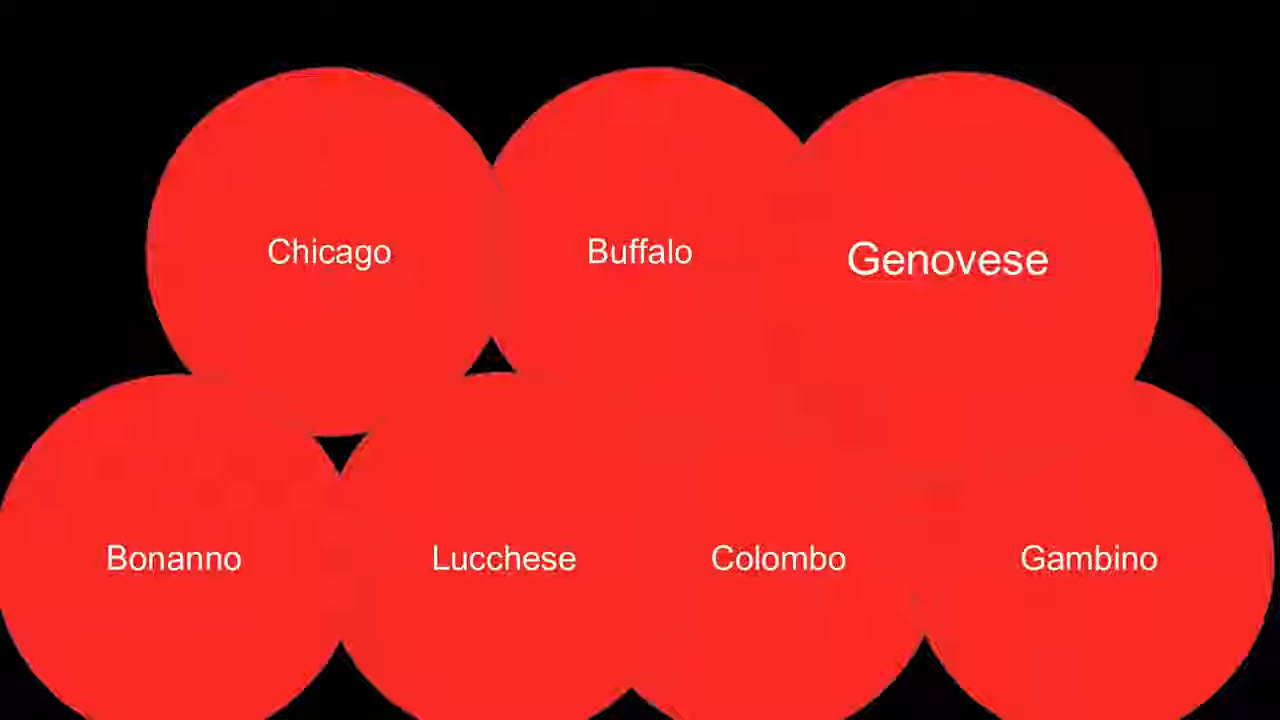 Chicago
Buffalo
Genovese
Bonanno
Lucchese
Colombo
Gambino